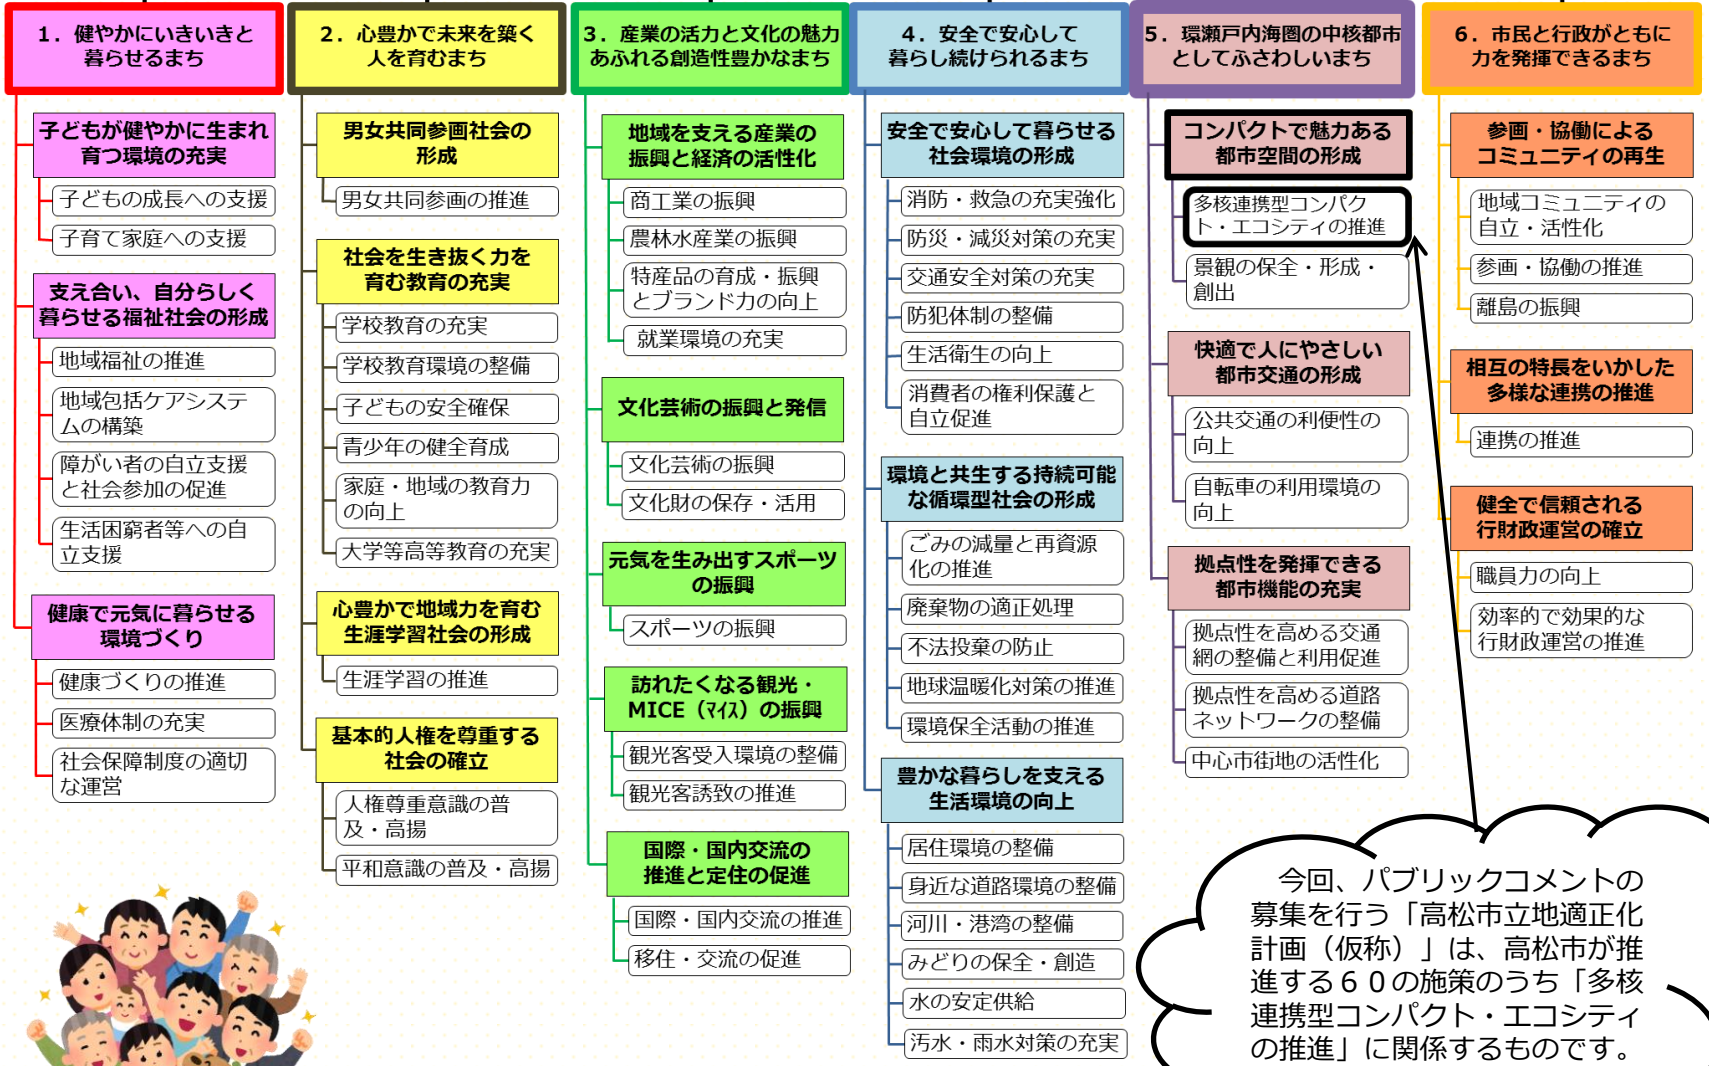 1．健やかにいきいきと
暮らせるまち
子どもが健やかに生まれ
育つ環境の充実
子どもの成長への支援
子育て家庭への支援
支え合い、自分らしく
暮らせる福祉社会の形成
地域福祉の推進
地域包括ケアシステ
ムの構築
障がい者の自立支援
と社会参加の促進
生活困窮者等への自
立支援
健康で元気に暮らせる
環境づくり
健康づくりの推進
医療体制の充実
社会保障制度の適切
な運営
2．心豊かで未来を築く
人を育むまち
男女共同参画社会の
形成
男女共同参画の推進
社会を生き抜く力を
育む教育の充実
学校教育の充実
学校教育環境の整備
子どもの安全確保
青少年の健全育成
家庭・地域の教育力
の向上
大学等高等教育の充実
心豊かで地域力を育む
生涯学習社会の形成
生涯学習の推進
基本的人権を尊重する
社会の確立
人権尊重意識の普
及・高揚
平和意識の普及・高揚
3．産業の活力と文化の魅力
あふれる創造性豊かなまち
地域を支える産業の
振興と経済の活性化
商工業の振興
農林水産業の振興
特産品の育成・振興
とブランド力の向上
就業環境の充実
文化芸術の振興と発信
文化芸術の振興
文化財の保存・活用
元気を生み出すスポーツ
の振興
スポーツの振興
訪れたくなる観光・
MICE（ﾏｲｽ）の振興
観光客受入環境の整備
観光客誘致の推進
国際・国内交流の
推進と定住の促進
国際・国内交流の推進
移住・交流の促進
4．安全で安心して
暮らし続けられるまち
安全で安心して暮らせる
社会環境の形成
消防・救急の充実強化
防災・減災対策の充実
交通安全対策の充実
防犯体制の整備
生活衛生の向上
消費者の権利保護と
自立促進
環境と共生する持続可能
な循環型社会の形成
ごみの減量と再資源
化の推進
廃棄物の適正処理
不法投棄の防止
地球温暖化対策の推進
環境保全活動の推進
豊かな暮らしを支える
生活環境の向上
居住環境の整備
身近な道路環境の整備
河川・港湾の整備
みどりの保全・創造
水の安定供給
汚水・雨水対策の充実
5．環瀬戸内海圏の中核都市
としてふさわしいまち
コンパクトで魅力ある
都市空間の形成
多核連携型コンパク
ト・エコシティの推進
景観の保全・形成・
創出
快適で人にやさしい
都市交通の形成
公共交通の利便性の
向上
自転車の利用環境の
向上
拠点性を発揮できる
都市機能の充実
拠点性を高める交通
網の整備と利用促進
拠点性を高める道路
ネットワークの整備
中心市街地の活性化
6．市民と行政がともに
力を発揮できるまち
参画・協働による
コミュニティの再生
地域コミュニティの
自立・活性化
参画・協働の推進
離島の振興
相互の特長をいかした
多様な連携の推進
連携の推進
健全で信頼される
行財政運営の確立
職員力の向上
効率的で効果的な
行財政運営の推進
今回、パブリックコメントの
募集を行う「高松市立地適正化
計画（仮称）」は、高松市が推
進する６０の施策のうち「多核
連携型コンパクト・エコシティ
の推進」に関係するものです。